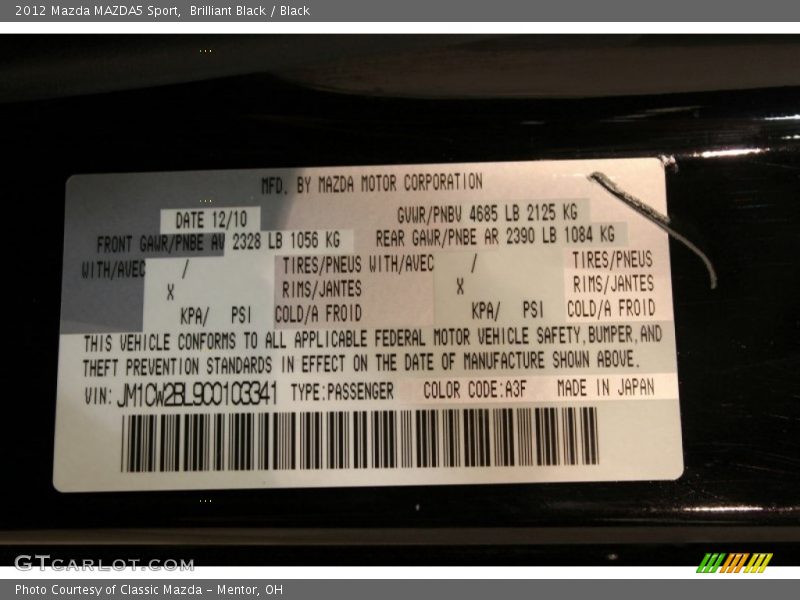 2012 Mazda MAZDA5 Sport,  Brilliant Black / Black
MFD. BY MAZDA MOTOR CORPORATION
DATE 12/10 GVWR/PNBV 4685 LB 2125 KG
FRONT GAWR/PNBE AV 2328 LB 1056 KG REAR GAWR/PNBE AR 2390 LB 1084 KG
WITH/AVEC / TIRES/PNEUS WITH/AVEC / TIRES/PNEUS
X RIMS/JANTES X RIMS/JANTES
KPA/ PSI COLD/A FROID KPA/ PSI COLD/A FROID
THIS VEHICLE CONFORMS TO ALL APPLICABLE FEDERAL MOTOR VEHICLE SAFETY,BUMPER,AND
THEFT PREVENTION STANDARDS IN EFFECT ON THE DATE OF MANUFACTURE SHOWN ABOVE.
VIN: JM1CW2BL9C0103341 TYPE:PASSENGER COLOR CODE:A3F MADE IN JAPAN
GTCARLOT.COM
Photo Courtesy of Classic Mazda - Mentor, OH